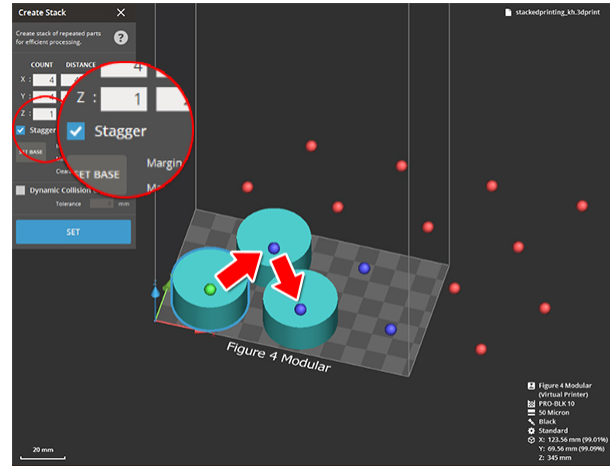 Create Stack
stackedprinting_kh.3dprint
Create stack of repeated parts
for efficient processing.
?
COUNT DISTANCE
X : 4 4
Y : 4
Z : 1
Stagger
SET BASE
4
Z : 1
Stagger
SET BASE
Margin
Dynamic Collision
Tolerance mm
SET
Figure 4 Modular
Figure 4 Modular
(Virtual Printer)
PRO-BLK 10
50 Micron
Black
Standard
X: 123.56 mm (99.01%)
Y: 69.56 mm (99.09%)
Z: 345 mm
20 mm